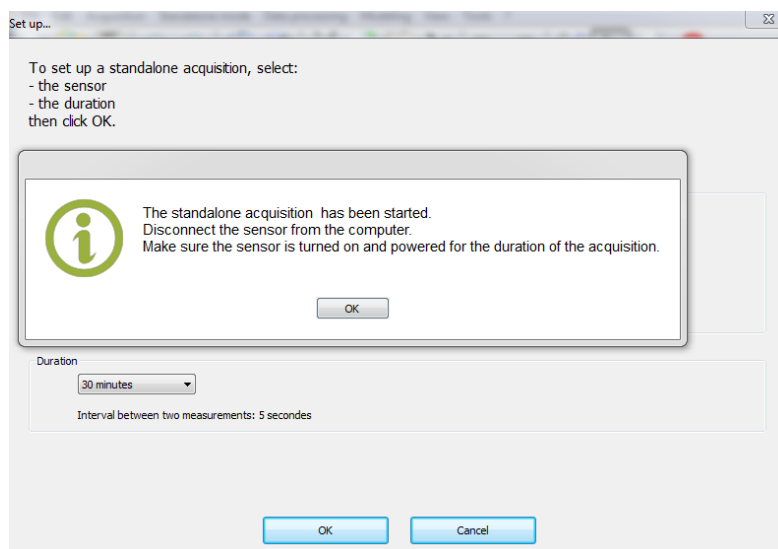 Set up...
To set up a standalone acquisition, select:
- the sensor
- the duration
then click OK.
The standalone acquisition has been started.
Disconnect the sensor from the computer.
Make sure the sensor is turned on and powered for the duration of the acquisition.
OK
Duration
30 minutes
Interval between two measurements: 5 secondes
OK
Cancel